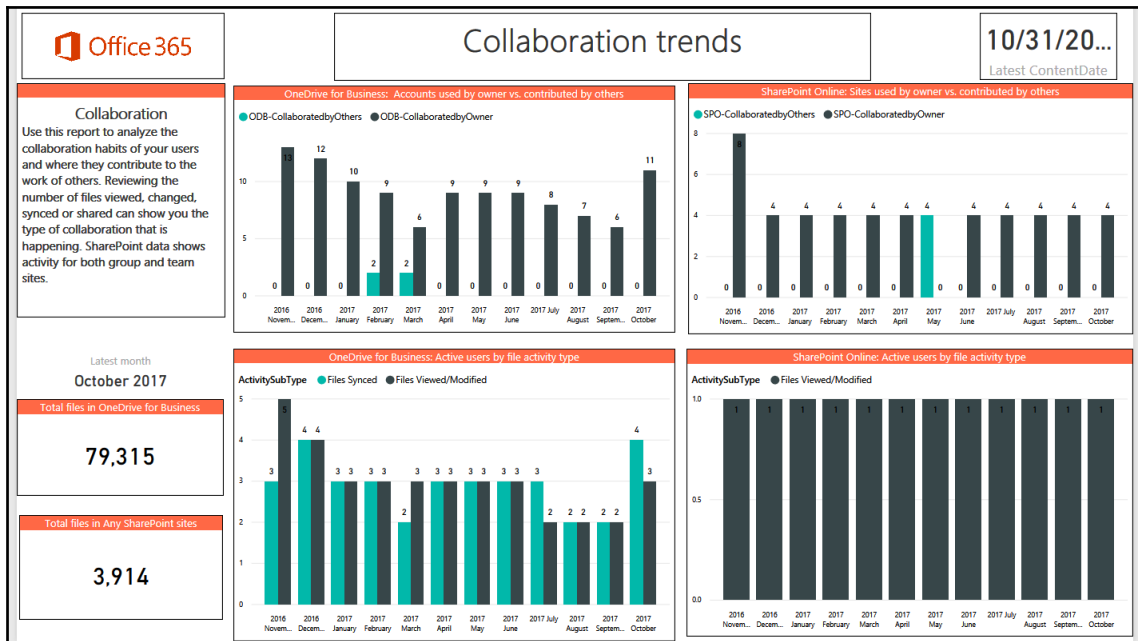 Office 365
Collaboration trends
10/31/20...
Latest ContentDate
Collaboration
Use this report to analyze the
collaboration habits of your users
and where they contribute to the
work of others. Reviewing the
number of files viewed, changed,
synced or shared can show you the
type of collaboration that is
happening. SharePoint data shows
activity for both group and team
sites.
Latest month
October 2017
Total files in OneDrive for Business
79,315
Total files in Any SharePoint sites
3,914
OneDrive for Business: Accounts used by owner vs. contributed by others
ODB-CollaboratedbyOthers ODB-CollaboratedbyOwner
10
5
0
0 13 0 12 0 10 2 9 2 6 0 9 0 9 0 9 0 8 0 7 0 6 0 11
2016 2016 2017 2017 2017 2017 2017 2017 2017 July 2017 2017 2017
Novem... Decem... January February March April May June August Septem... October
SharePoint Online: Sites used by owner vs. contributed by others
SPO-CollaboratedbyOthers SPO-CollaboratedbyOwner
8
6
4
2
0
0 8 0 4 0 4 0 4 0 4 0 4 4 0 4 0 4 0 4 0 4 0 4
2016 2016 2017 2017 2017 2017 2017 2017 2017 July 2017 2017 2017
Novem... Decem... January February March April May June August Septem... October
OneDrive for Business: Active users by file activity type
ActivitySubType Files Synced Files Viewed/Modified
5
4
3
2
1
0
3 5 4 4 3 3 3 3 2 3 3 3 3 3 3 3 3 2 2 2 2 2 4 3
2016 2016 2017 2017 2017 2017 2017 2017 2017 July 2017 2017 2017
Novem... Decem... January February March April May June August Septem... October
SharePoint Online: Active users by file activity type
ActivitySubType Files Viewed/Modified
1.0
0.5
0.0
1 1 1 1 1 1 1 1 1 1 1 1
2016 2016 2017 2017 2017 2017 2017 2017 2017 July 2017 2017 2017
Novem... Decem... January February March April May June August Septem... October